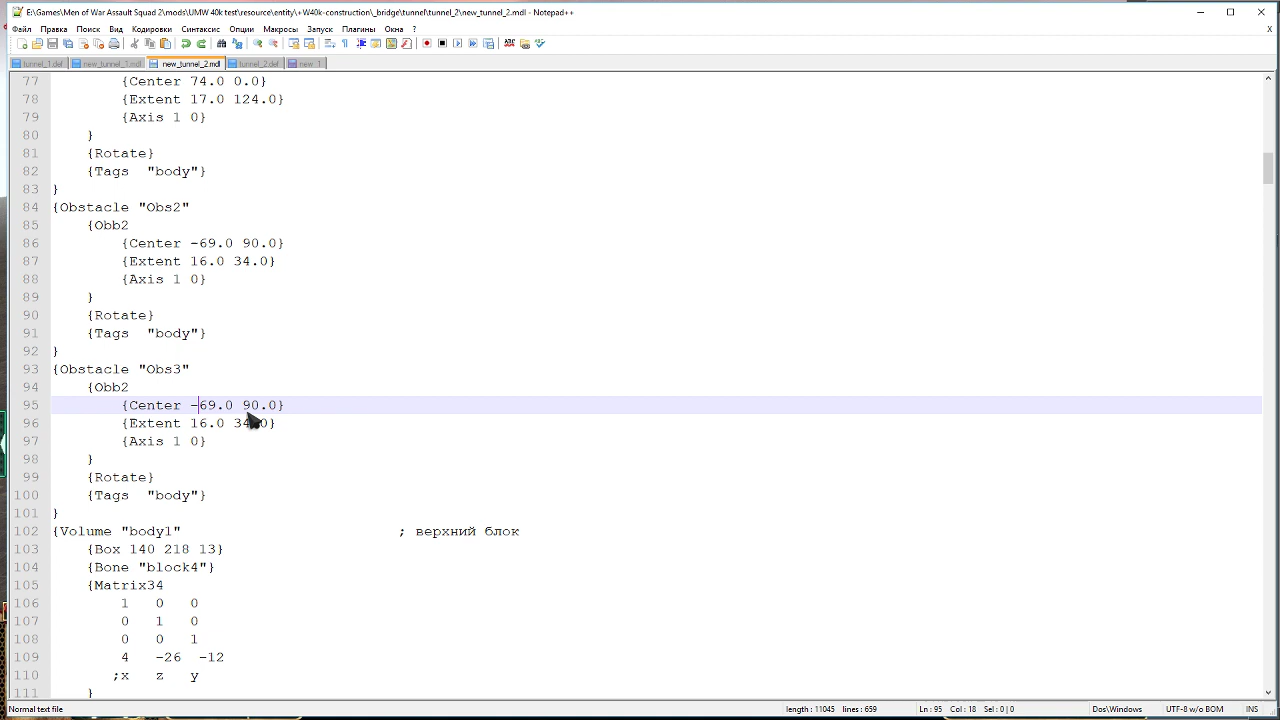 E:\Games\Men of War Assault Squad 2\mods\UMW 40k test\resource\entity\+W40k-construction\_bridge\tunnel\tunnel_2\new_tunnel_2.mdl - Notepad++
Файл Правка Поиск Вид Кодировки Синтаксис Опции Макросы Запуск Плагины Окна ? X
tunnel_1.def new_tunnel_1.mdl new_tunnel_2.mdl tunnel_2.def new 1
77 {Center 74.0 0.0}
78 {Extent 17.0 124.0}
79 {Axis 1 0}
80 }
81 {Rotate}
82 {Tags "body"}
83 }
84 {Obstacle "Obs2"
85 {Obb2
86 {Center -69.0 90.0}
87 {Extent 16.0 34.0}
88 {Axis 1 0}
89 }
90 {Rotate}
91 {Tags "body"}
92 }
93 {Obstacle "Obs3"
94 {Obb2
95 {Center -69.0 90.0}
96 {Extent 16.0 34.0}
97 {Axis 1 0}
98 }
99 {Rotate}
100 {Tags "body"}
101 }
102 {Volume "body1" ; верхний блок
103 {Box 140 218 13}
104 {Bone "block4"}
105 {Matrix34
106 1 0 0
107 0 1 0
108 0 0 1
109 4 -26 -12
110 ;x z y
111 }
Normal text file length : 11045 lines : 659 Ln : 95 Col : 18 Sel : 0 | 0 Dos\Windows UTF-8 w/o BOM INS